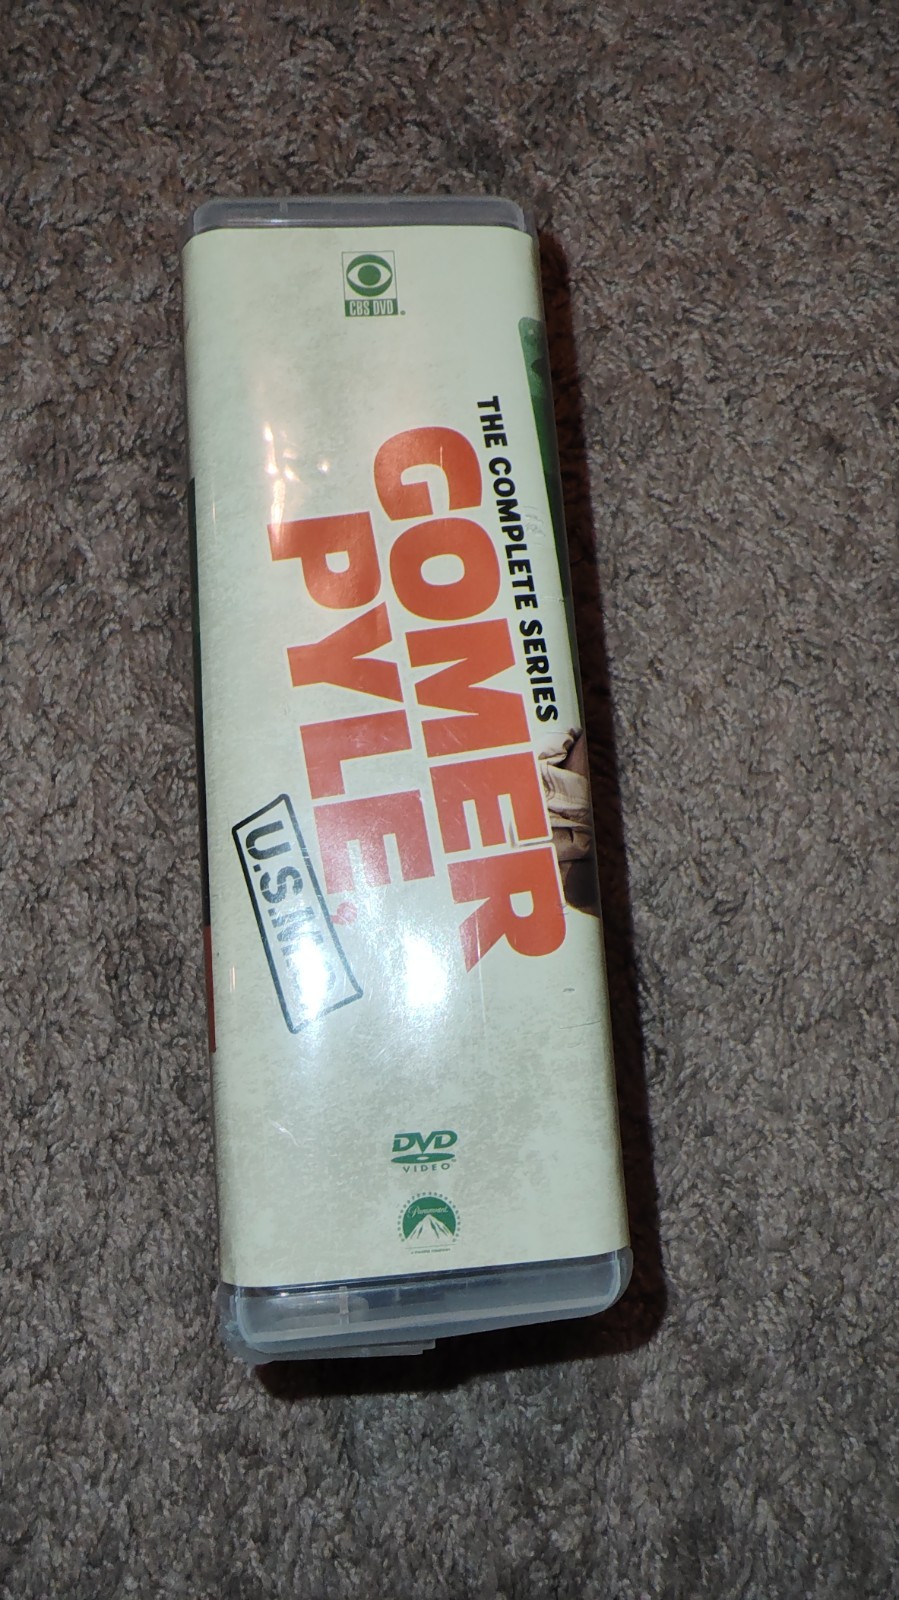 CBS DVD
THE COMPLETE SERIES
GOMER
PYLE
U.S.M.
DVD
VIDEO
Paramount